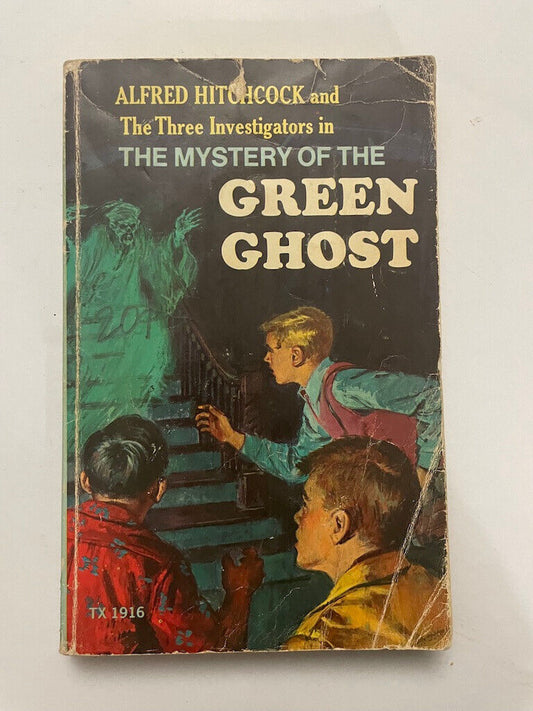 ALFRED HITCHCOCK and
The Three Investigators in
THE MYSTERY OF THE
GREEN
GHOST
TX 1916